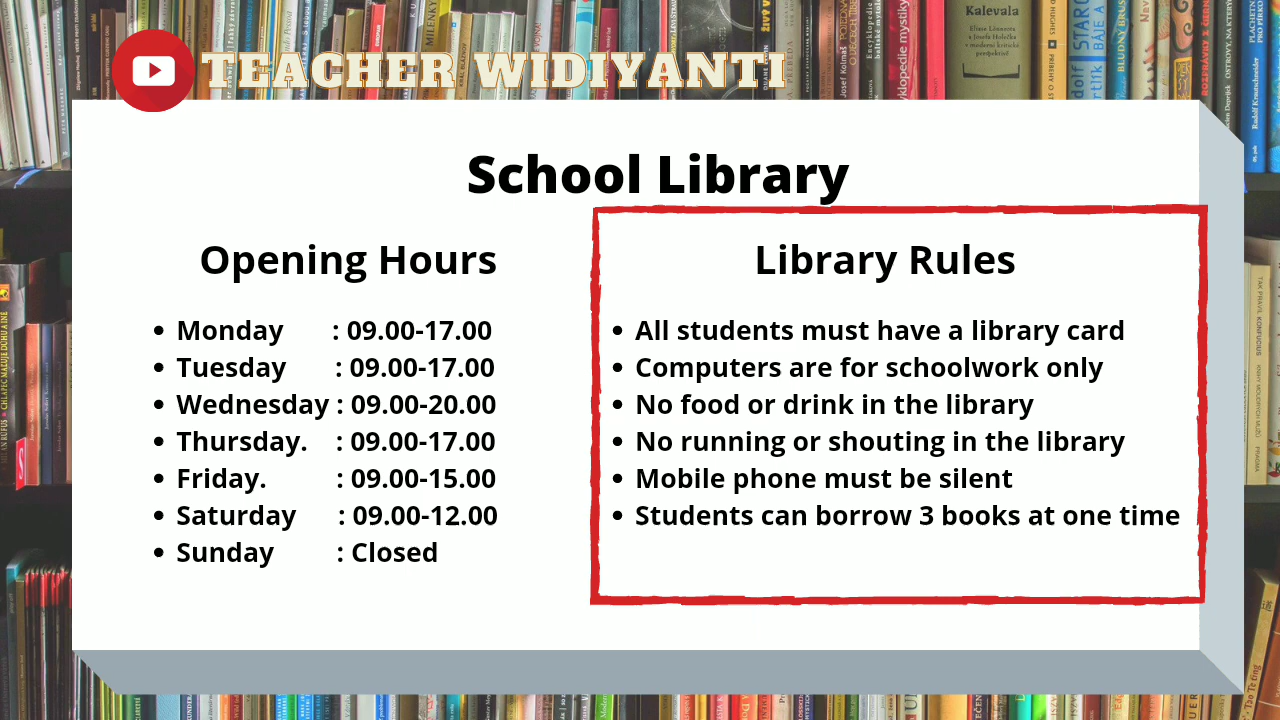 TEACHER WIDIYANTI
School Library
Opening Hours
• Monday : 09.00-17.00
• Tuesday : 09.00-17.00
• Wednesday : 09.00-20.00
• Thursday. : 09.00-17.00
• Friday. : 09.00-15.00
• Saturday : 09.00-12.00
• Sunday : Closed
Library Rules
• All students must have a library card
• Computers are for schoolwork only
• No food or drink in the library
• No running or shouting in the library
• Mobile phone must be silent
• Students can borrow 3 books at one time
Kalevala